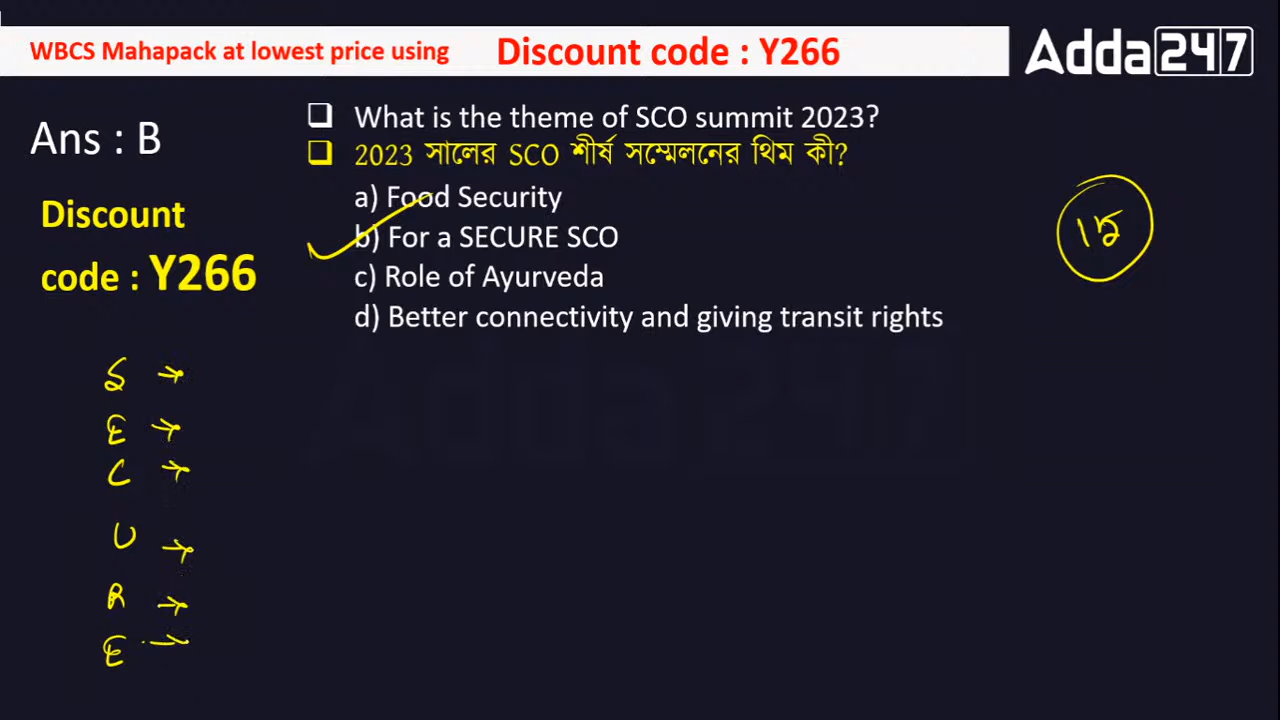 WBCS Mahapack at lowest price using Discount code : Y266
Adda247
Ans : B
Discount
code : Y266
What is the theme of SCO summit 2023?
2023 সালের SCO শীর্ষ সম্মেলনের থিম কী?
a) Food Security
b) For a SECURE SCO
c) Role of Ayurveda
d) Better connectivity and giving transit rights
S →
E →
C →
U →
R →
E →
Adda247